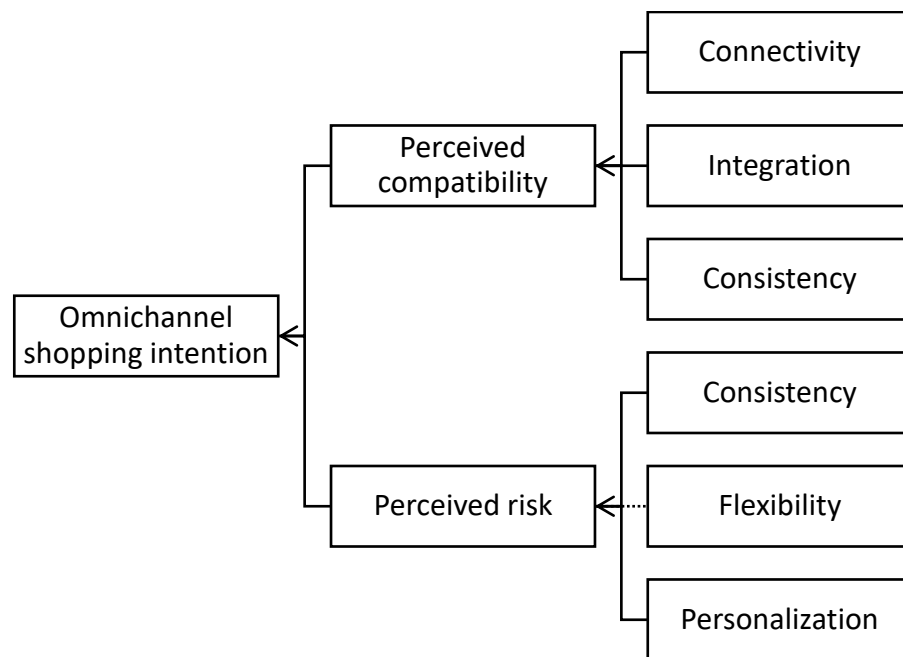 Connectivity
Perceived
compatibility
Integration
Consistency
Omnichannel
shopping intention
Consistency
Perceived risk
Flexibility
Personalization